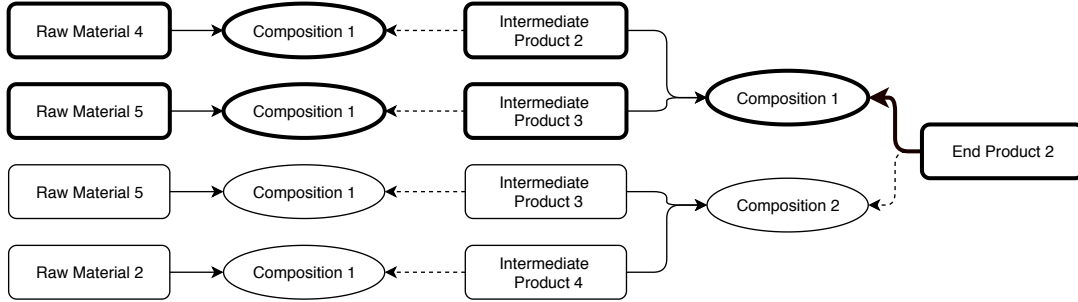 Raw Material 4
Composition 1
Intermediate
Product 2
Raw Material 5
Composition 1
Intermediate
Product 3
Composition 1
End Product 2
Raw Material 5
Composition 1
Intermediate
Product 3
Composition 2
Raw Material 2
Composition 1
Intermediate
Product 4